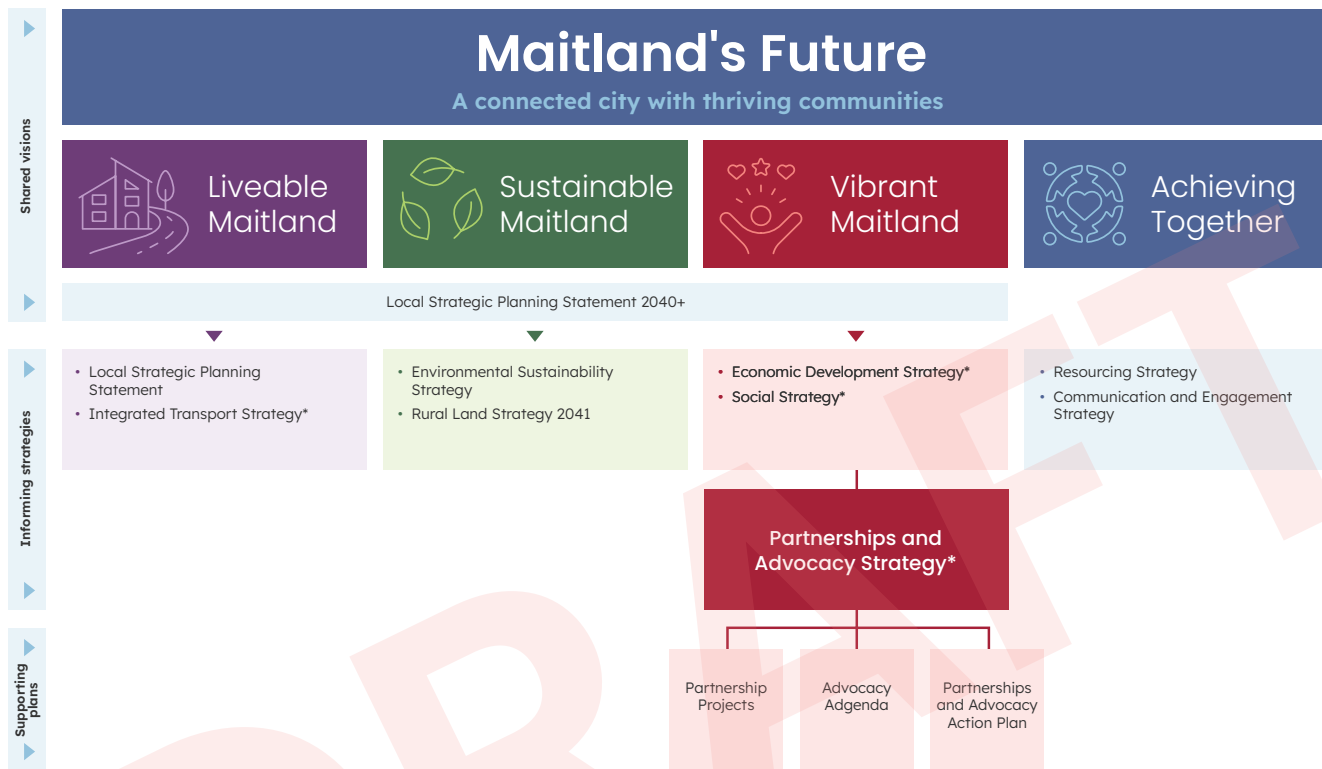 Maitland's Future
A connected city with thriving communities
Shared visions
Liveable
Maitland
Sustainable
Maitland
Vibrant
Maitland
Achieving
Together
Local Strategic Planning Statement 2040+
Informing strategies
• Local Strategic Planning
Statement
• Integrated Transport Strategy*
• Environmental Sustainability
Strategy
• Rural Land Strategy 2041
• Economic Development Strategy*
• Social Strategy*
• Resourcing Strategy
• Communication and Engagement
Strategy
Partnerships and
Advocacy Strategy*
Supporting
plans
Partnership
Projects
Advocacy
Adgenda
Partnerships
and Advocacy
Action Plan
DRAFT